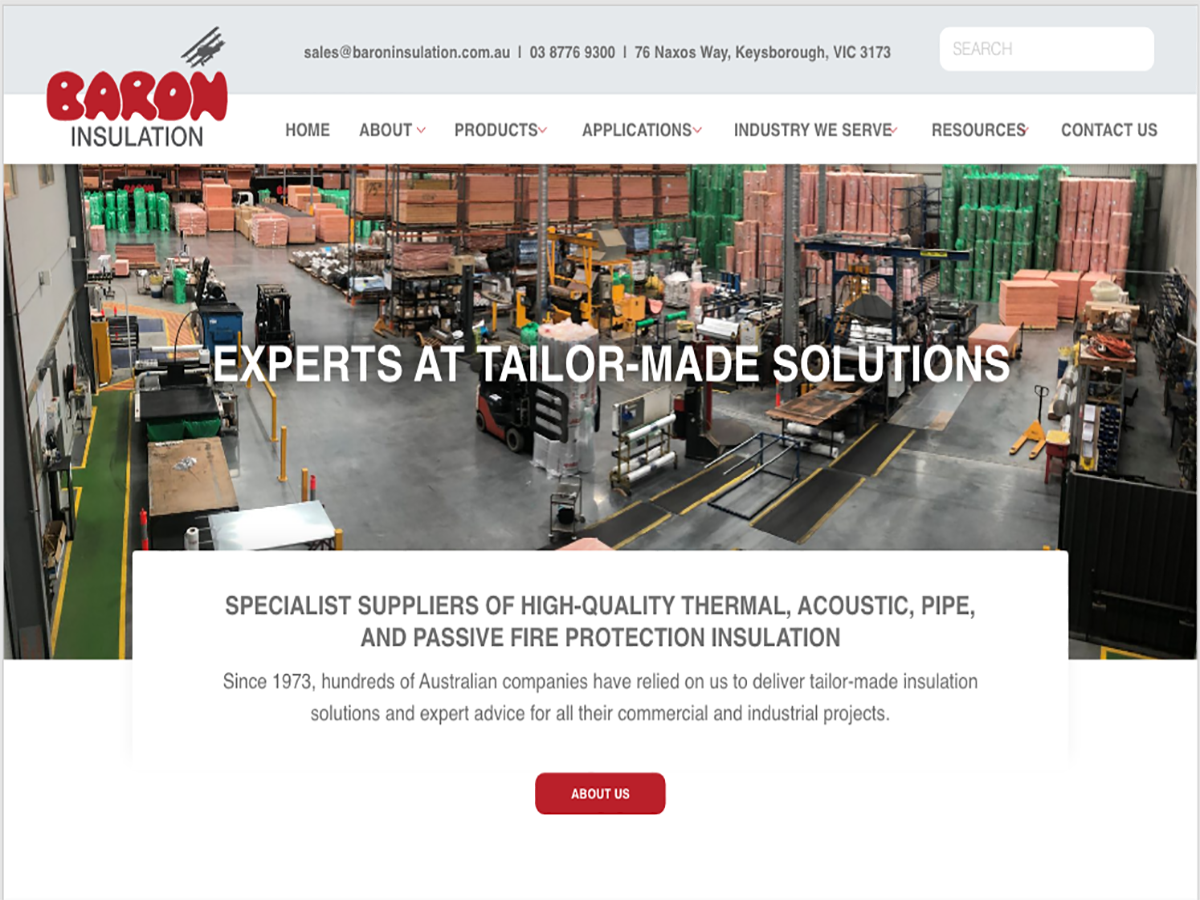 sales@baroninsulation.com.au | 03 8776 9300 | 76 Naxos Way, Keysborough, VIC 3173
SEARCH
BARON
INSULATION
HOME ABOUT PRODUCTS APPLICATIONS INDUSTRY WE SERVE RESOURCES CONTACT US
EXPERTS AT TAILOR-MADE SOLUTIONS
SPECIALIST SUPPLIERS OF HIGH-QUALITY THERMAL, ACOUSTIC, PIPE,
AND PASSIVE FIRE PROTECTION INSULATION
Since 1973, hundreds of Australian companies have relied on us to deliver tailor-made insulation
solutions and expert advice for all their commercial and industrial projects.
ABOUT US